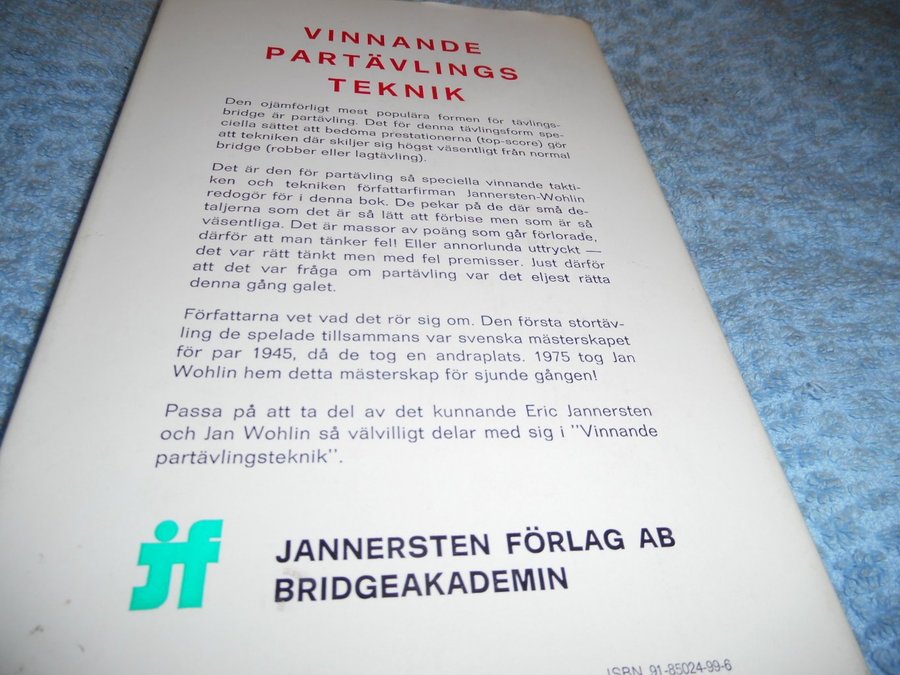 VINNANDE
PARTÄVLINGS
TEKNIK
Den ojämförligt mest populära formen för tävlings-
bridge är partävling. Det för denna tävlingsform spe-
ciella sättet att bedöma prestationerna (top-score) gör
att tekniken där skiljer sig högst väsentligt från normal
bridge (robber eller lagtävling).
Det är den för partävling så speciella vinnande takti-
ken och tekniken författarfirman Jannersten-Wohlin
redogör för i denna bok. De pekar på de där små de-
taljerna som det är så lätt att förbise men som är så
väsentliga. Det är massor av poäng som går förlorade,
därför att man tänker fel! Eller annorlunda uttryckt —
det var rätt tänkt men med fel premisser. Just därför
att det var fråga om partävling var det eljest rätta
denna gång galet.
Författarna vet vad det rör sig om. Den första stortäv-
ling de spelade tillsammans var svenska mästerskapet
för par 1945, då de tog en andraplats. 1975 tog Jan
Wohlin hem detta mästerskap för sjunde gången!
Passa på att ta del av det kunnande Eric Jannersten
och Jan Wohlin så välvilligt delar med sig i "Vinnande
partävlingsteknik".
jf
JANNERSTEN FÖRLAG AB
BRIDGEAKADEMIN
ISBN 91-85024-99-6